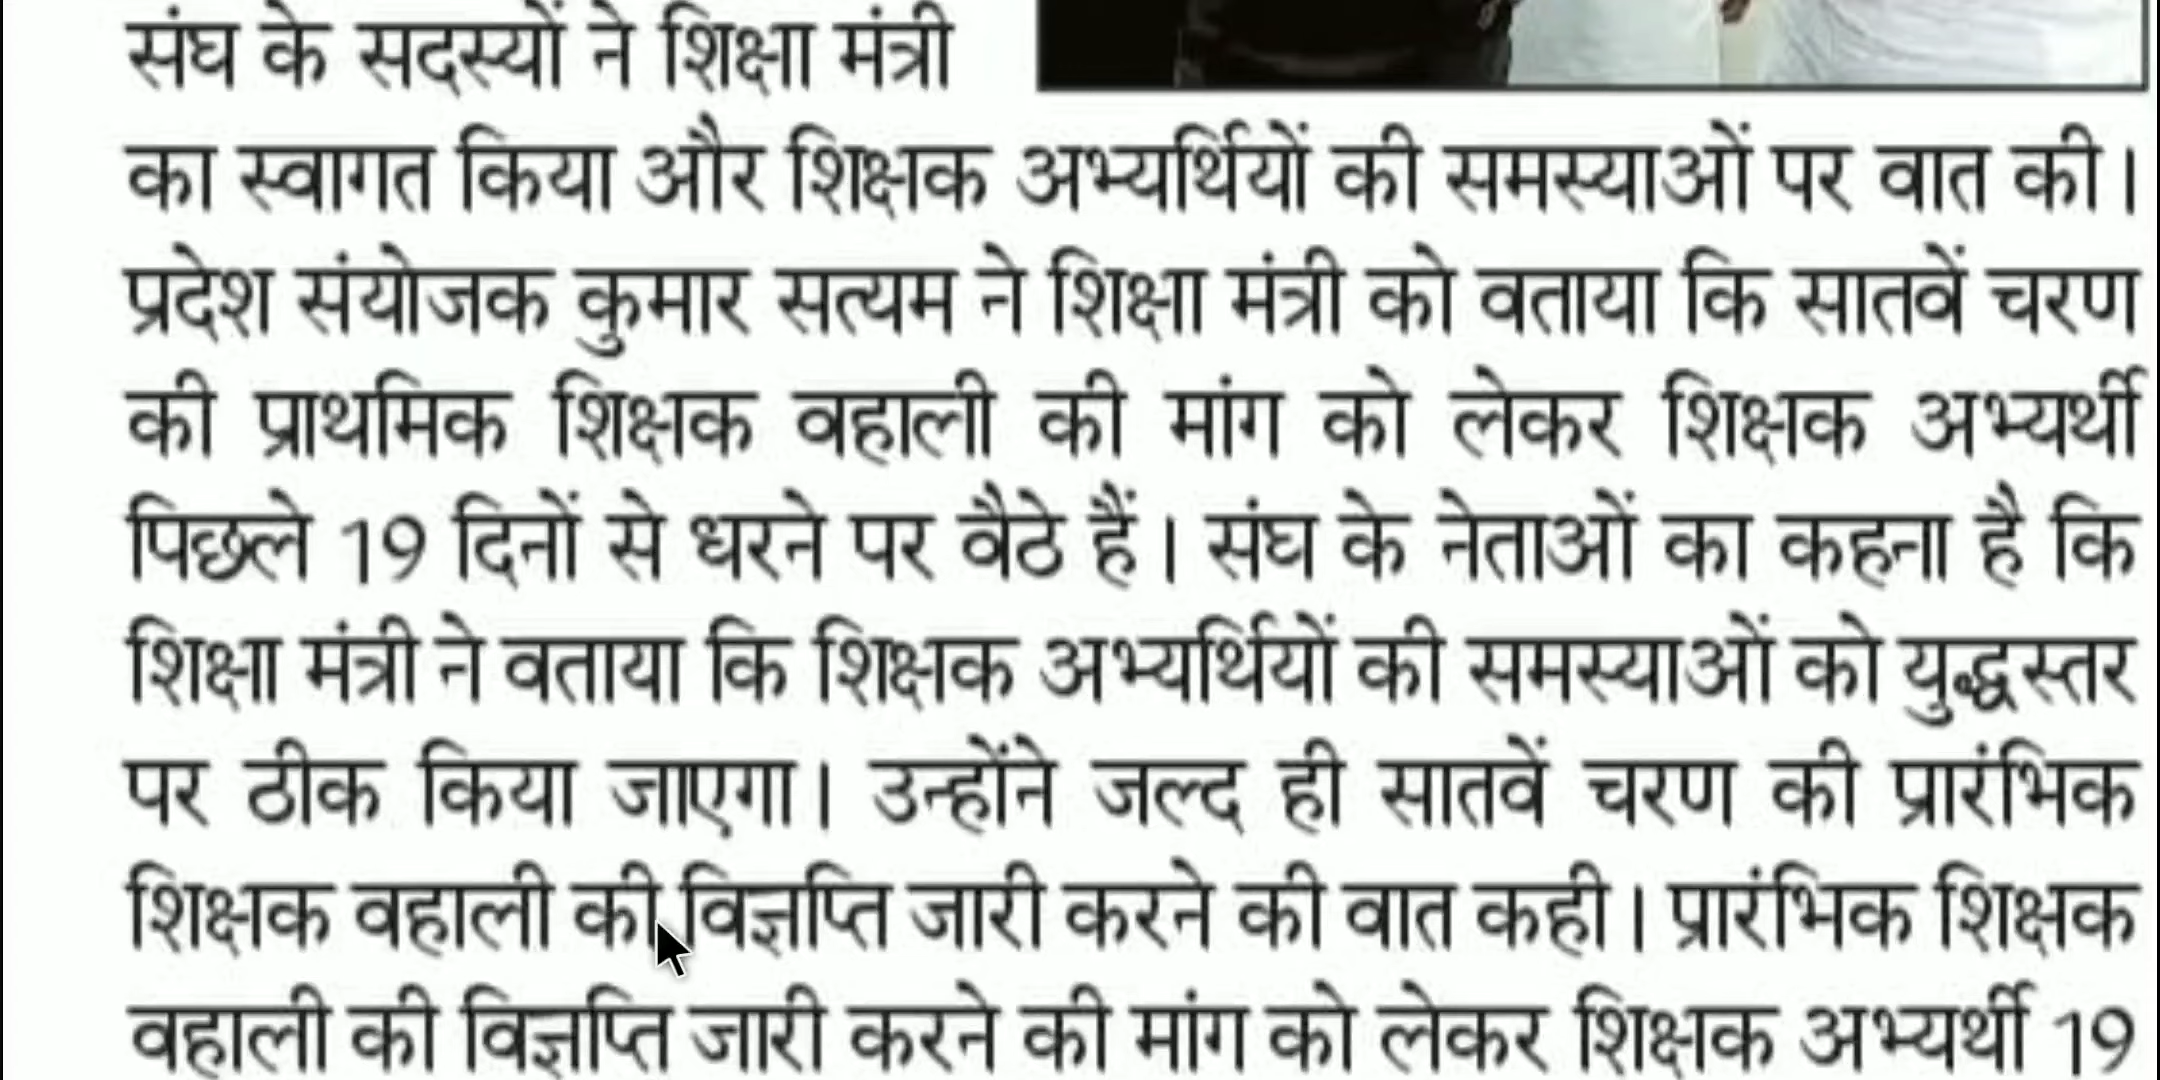 संघ के सदस्यों ने शिक्षा मंत्री
का स्वागत किया और शिक्षक अभ्यर्थियों की समस्याओं पर वात की।
प्रदेश संयोजक कुमार सत्यम ने शिक्षा मंत्री को वताया कि सातवें चरण
की प्राथमिक शिक्षक वहाली की मांग को लेकर शिक्षक अभ्यर्थी
पिछले 19 दिनों से धरने पर वैठे हैं। संघ के नेताओं का कहना है कि
शिक्षा मंत्री ने वताया कि शिक्षक अभ्यर्थियों की समस्याओं को युद्धस्तर
पर ठीक किया जाएगा। उन्होंने जल्द ही सातवें चरण की प्रारंभिक
शिक्षक वहाली की विज्ञप्ति जारी करने की वात कही। प्रारंभिक शिक्षक
वहाली की विज्ञप्ति जारी करने की मांग को लेकर शिक्षक अभ्यर्थी 19